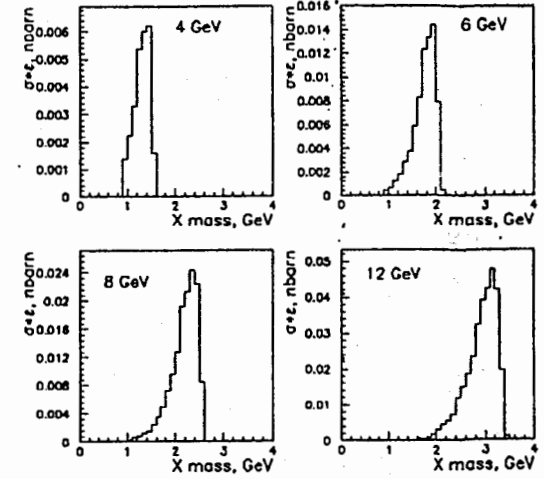 4 GeV
σ*ε, nbarn
0.006
0.005
0.004
0.003
0.002
0.001
0
0 1 2 3 4
X mass, GeV
6 GeV
σ*ε, nbarn
0.016
0.014
0.012
0.01
0.008
0.006
0.004
0.002
0
0 1 2 3 4
X mass, GeV
8 GeV
σ*ε, nbarn
0.024
0.02
0.016
0.012
0.008
0.004
0
0 1 2 3 4
X mass, GeV
12 GeV
σ*ε, nbarn
0.05
0.04
0.03
0.02
0.01
0
0 1 2 3 4
X mass, GeV